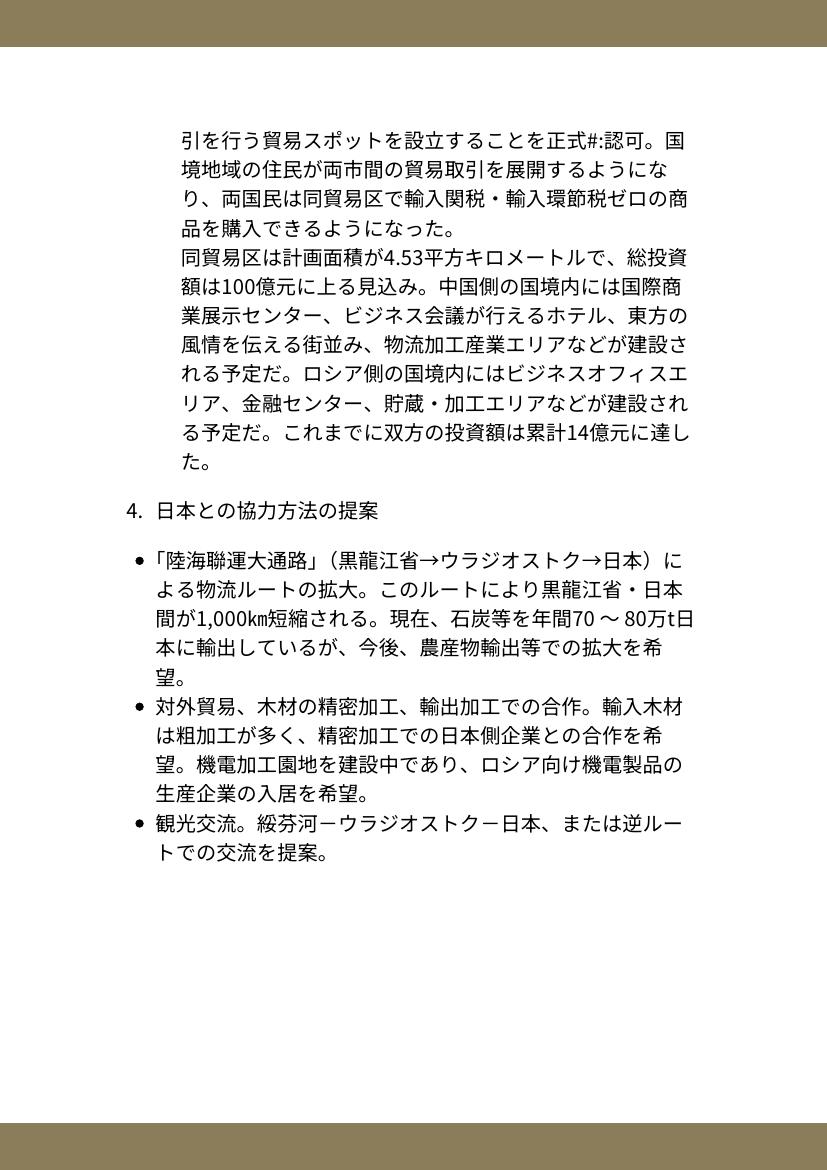 引を行う貿易スポットを設立することを正式#:認可。国
境地域の住民が両市間の貿易取引を展開するようにな
り、両国民は同貿易区で輸入関税・輸入環節税ゼロの商
品を購入できるようになった。
同貿易区は計画面積が4.53平方キロメートルで、総投資
額は100億元に上る見込み。中国側の国境内には国際商
業展示センター、ビジネス会議が行えるホテル、東方の
風情を伝える街並み、物流加工産業エリアなどが建設さ
れる予定だ。ロシア側の国境内にはビジネスオフィスエ
リア、金融センター、貯蔵・加工エリアなどが建設され
る予定だ。これまでに双方の投資額は累計14億元に達し
た。
4. 日本との協力方法の提案
•「陸海聯運大通路」（黒龍江省→ウラジオストク→日本）に
よる物流ルートの拡大。このルートにより黒龍江省・日本
間が1,000㎞短縮される。現在、石炭等を年間70 〜 80万t日
本に輸出しているが、今後、農産物輸出等での拡大を希
望。
• 対外貿易、木材の精密加工、輸出加工での合作。輸入木材
は粗加工が多く、精密加工での日本側企業との合作を希
望。機電加工園地を建設中であり、ロシア向け機電製品の
生産企業の入居を希望。
• 観光交流。綏芬河－ウラジオストク－日本、または逆ルー
トでの交流を提案。